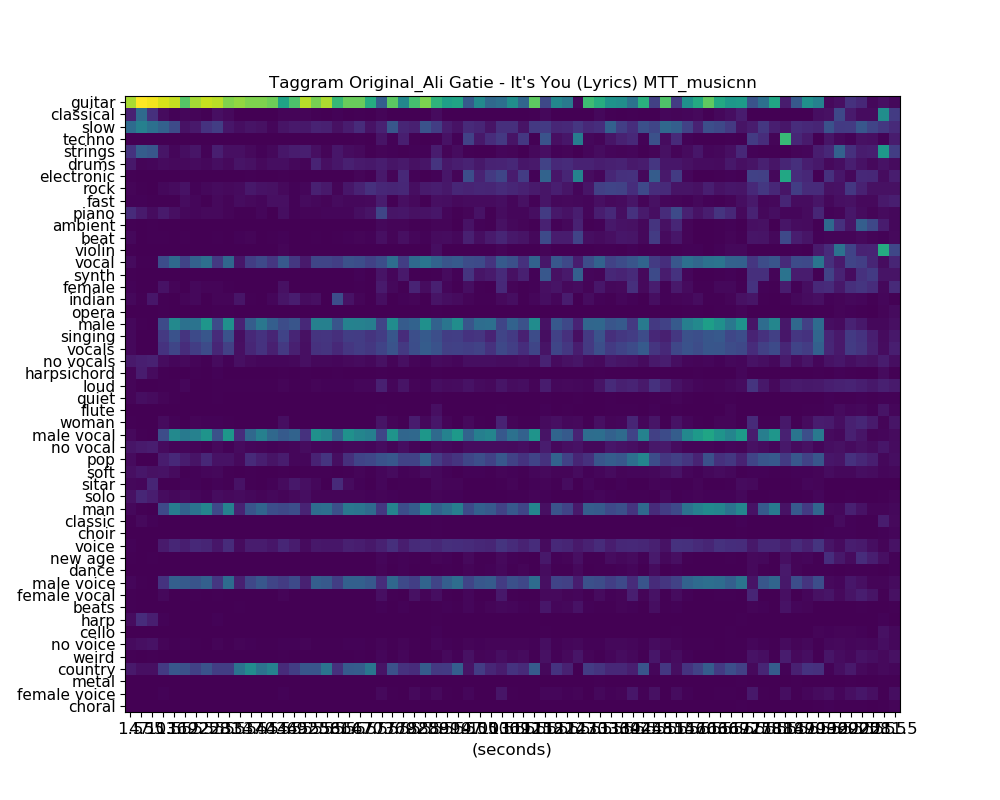 Taggram Original_Ali Gatie - It's You (Lyrics) MTT_musicnn
guitar
classical
slow
techno
strings
drums
electronic
rock
fast
piano
ambient
beat
violin
vocal
synth
female
indian
opera
male
singing
vocals
no vocals
harpsichord
loud
quiet
flute
woman
male vocal
no vocal
pop
soft
sitar
solo
man
classic
choir
voice
new age
dance
male voice
female vocal
beats
harp
cello
no voice
weird
country
metal
female voice
choral
(seconds)